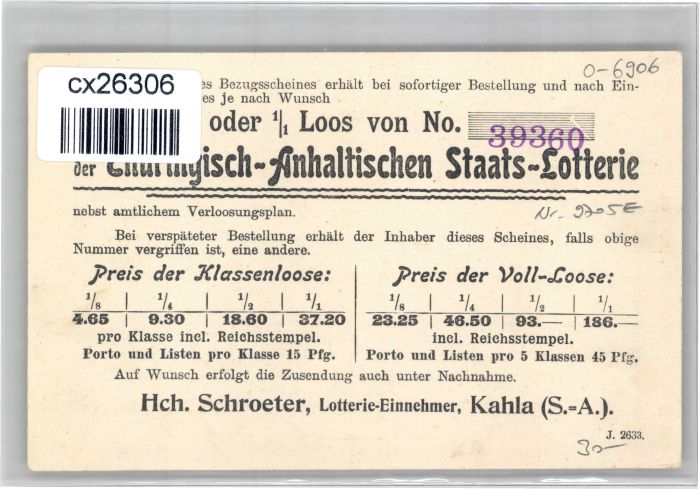 O-6906
cx26306
es Bezugsscheines erhält bei sofortiger Bestellung und nach Ein-
es je nach Wunsch
oder 1/1 Loos von No. 39360
der Thüringisch-Anhaltischen Staats-Lotterie
nebst amtlichem Verloosungsplan.
Bei verspäteter Bestellung erhält der Inhaber dieses Scheines, falls obige
Nummer vergriffen ist, eine andere.
Preis der Klassenloose:
1/8 | 1/4 | 1/2 | 1/1
4.65 | 9.30 | 18.60 | 37.20
pro Klasse incl. Reichsstempel.
Porto und Listen pro Klasse 15 Pfg.
Preis der Voll-Loose:
1/8 | 1/4 | 1/2 | 1/1
23.25 | 46.50 | 93.— | 186.—
incl. Reichsstempel.
Porto und Listen pro 5 Klassen 45 Pfg.
Auf Wunsch erfolgt die Zusendung auch unter Nachnahme.
Hch. Schroeter, Lotterie-Einnehmer, Kahla (S.=A.).
J. 2633.
30—